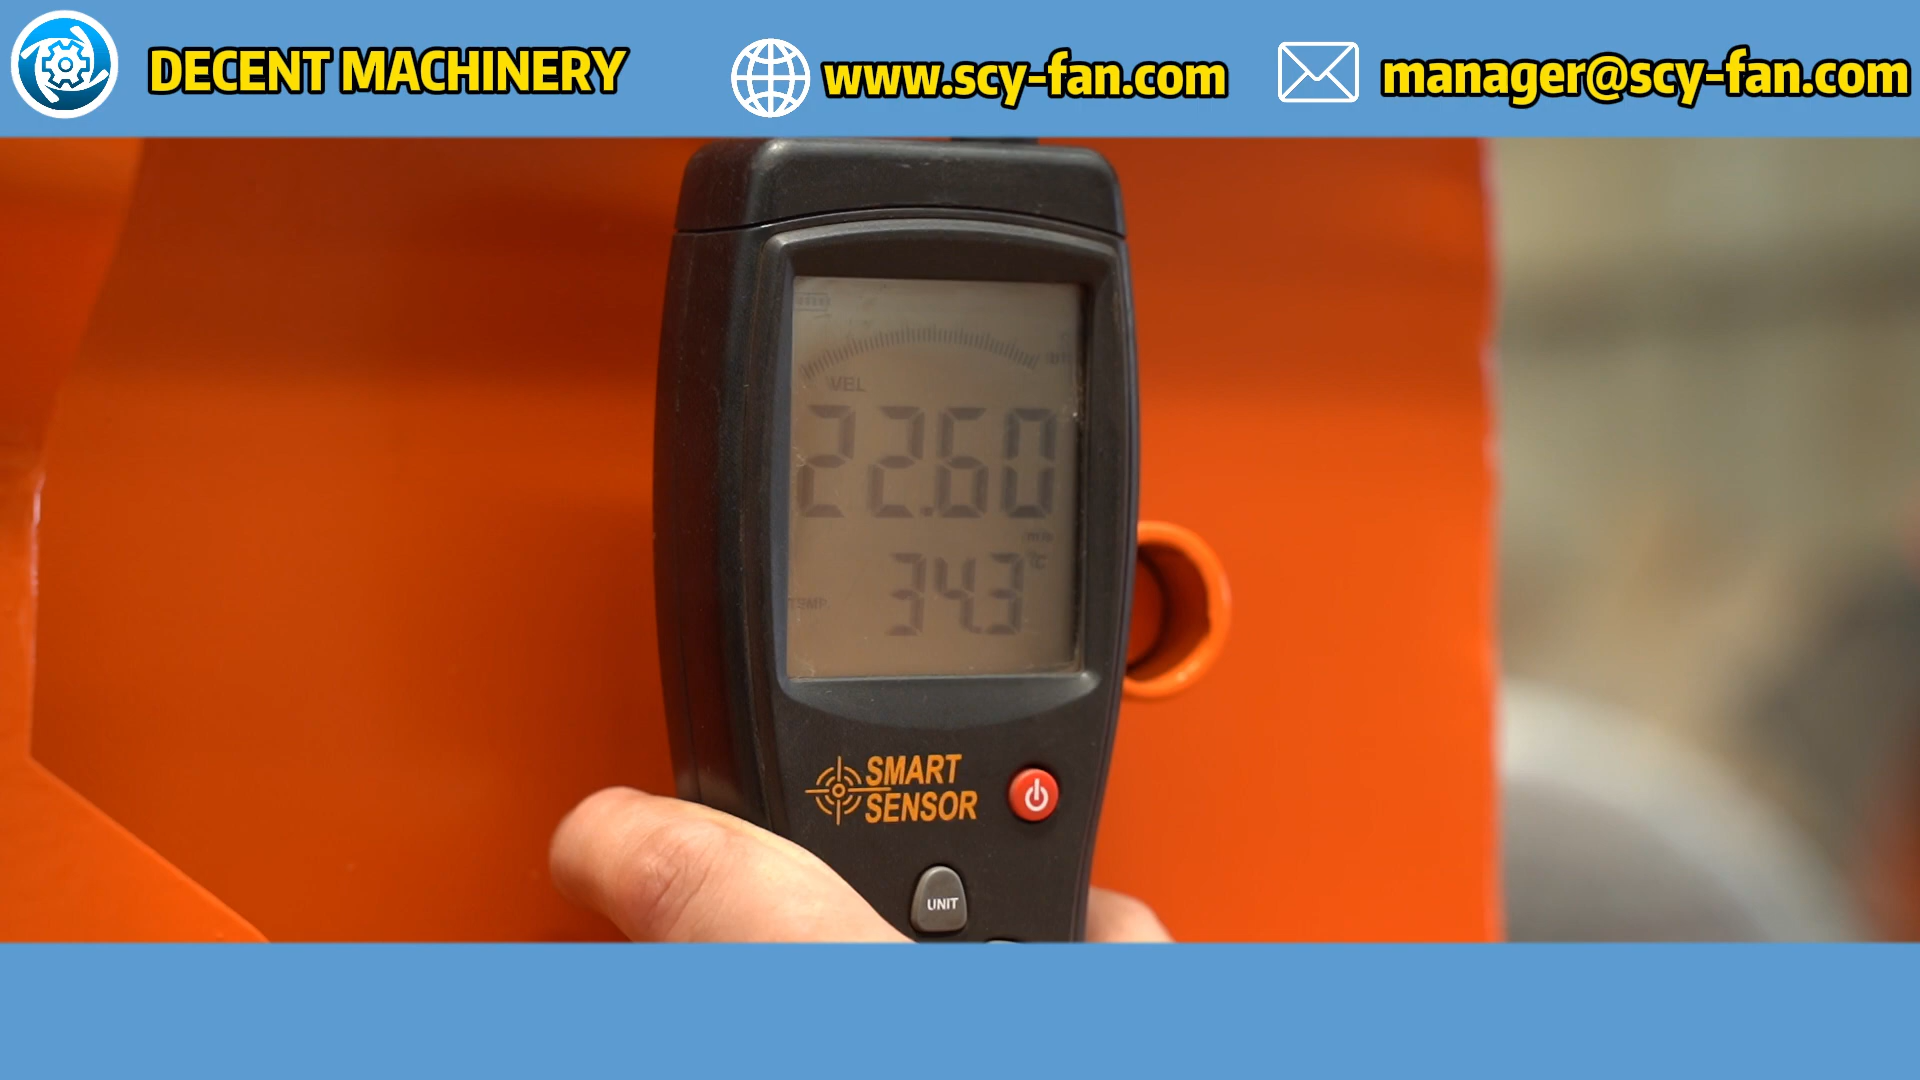 DECENT MACHINERY
www.scy-fan.com
manager@scy-fan.com
VEL
22.60
m/s
34.3
°C
TEMP
SMART
SENSOR
UNIT